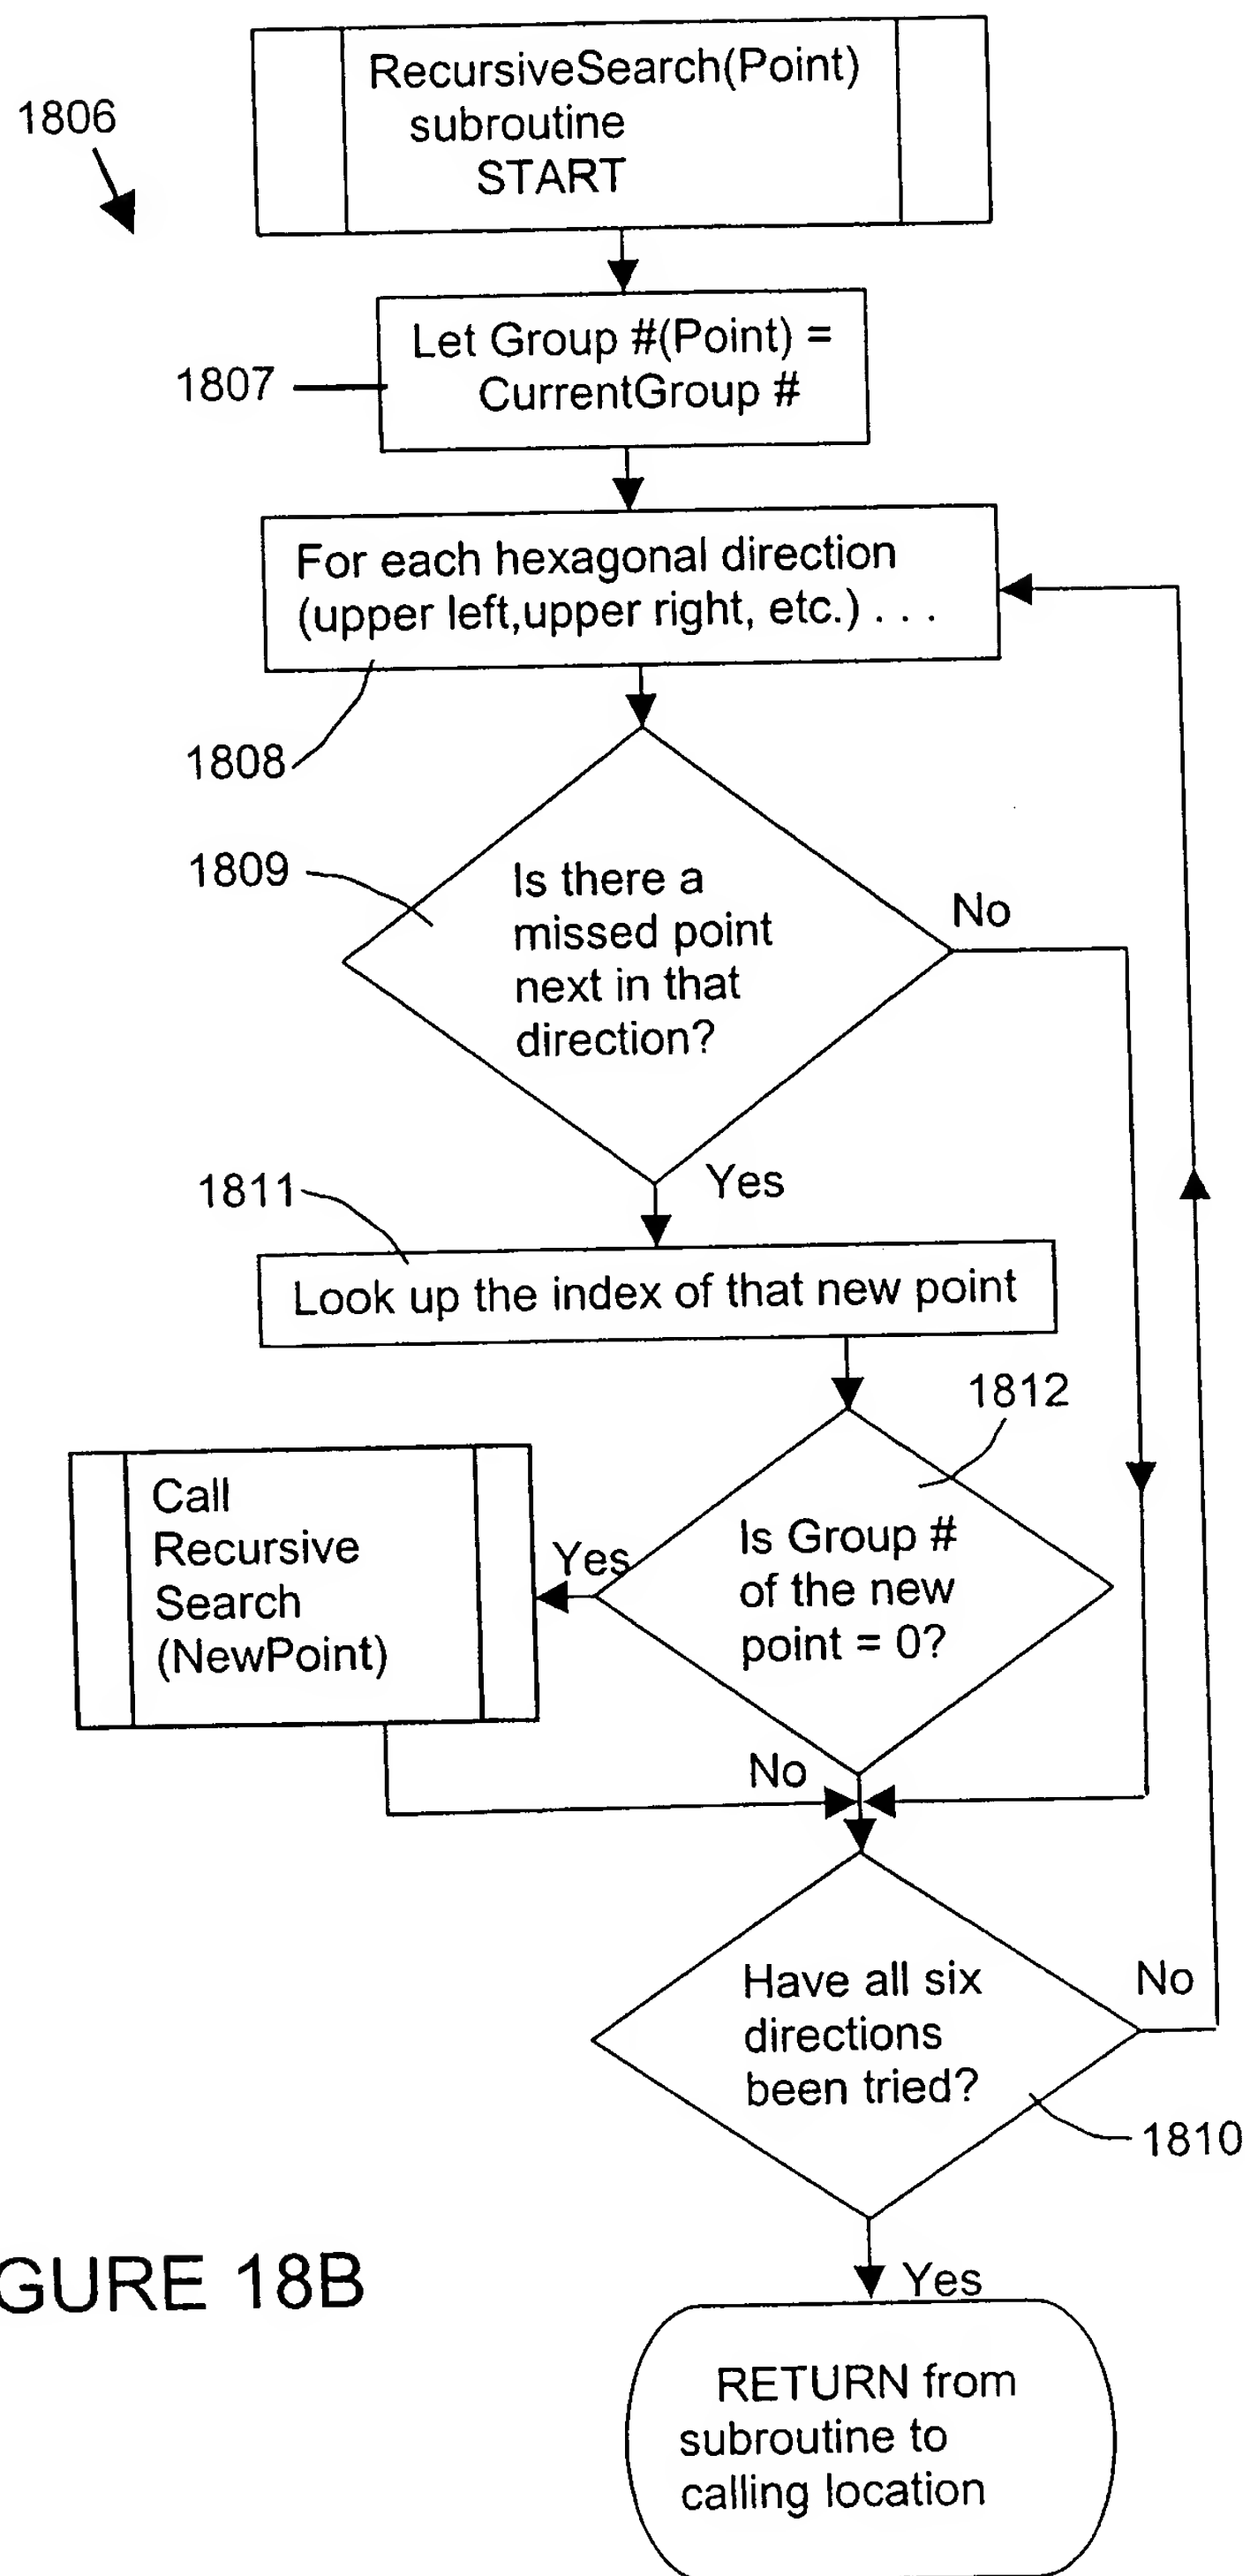 RecursiveSearch(Point)
subroutine
START
1806
Let Group #(Point) =
CurrentGroup #
1807
For each hexagonal direction
(upper left,upper right, etc.) . . .
1808
1809
Is there a
missed point
next in that
direction?
No
Yes
1811
Look up the index of that new point
1812
Call
Recursive
Search
(NewPoint)
Yes
Is Group #
of the new
point = 0?
No
Have all six
directions
been tried?
No
1810
Yes
GURE 18B
RETURN from
subroutine to
calling location